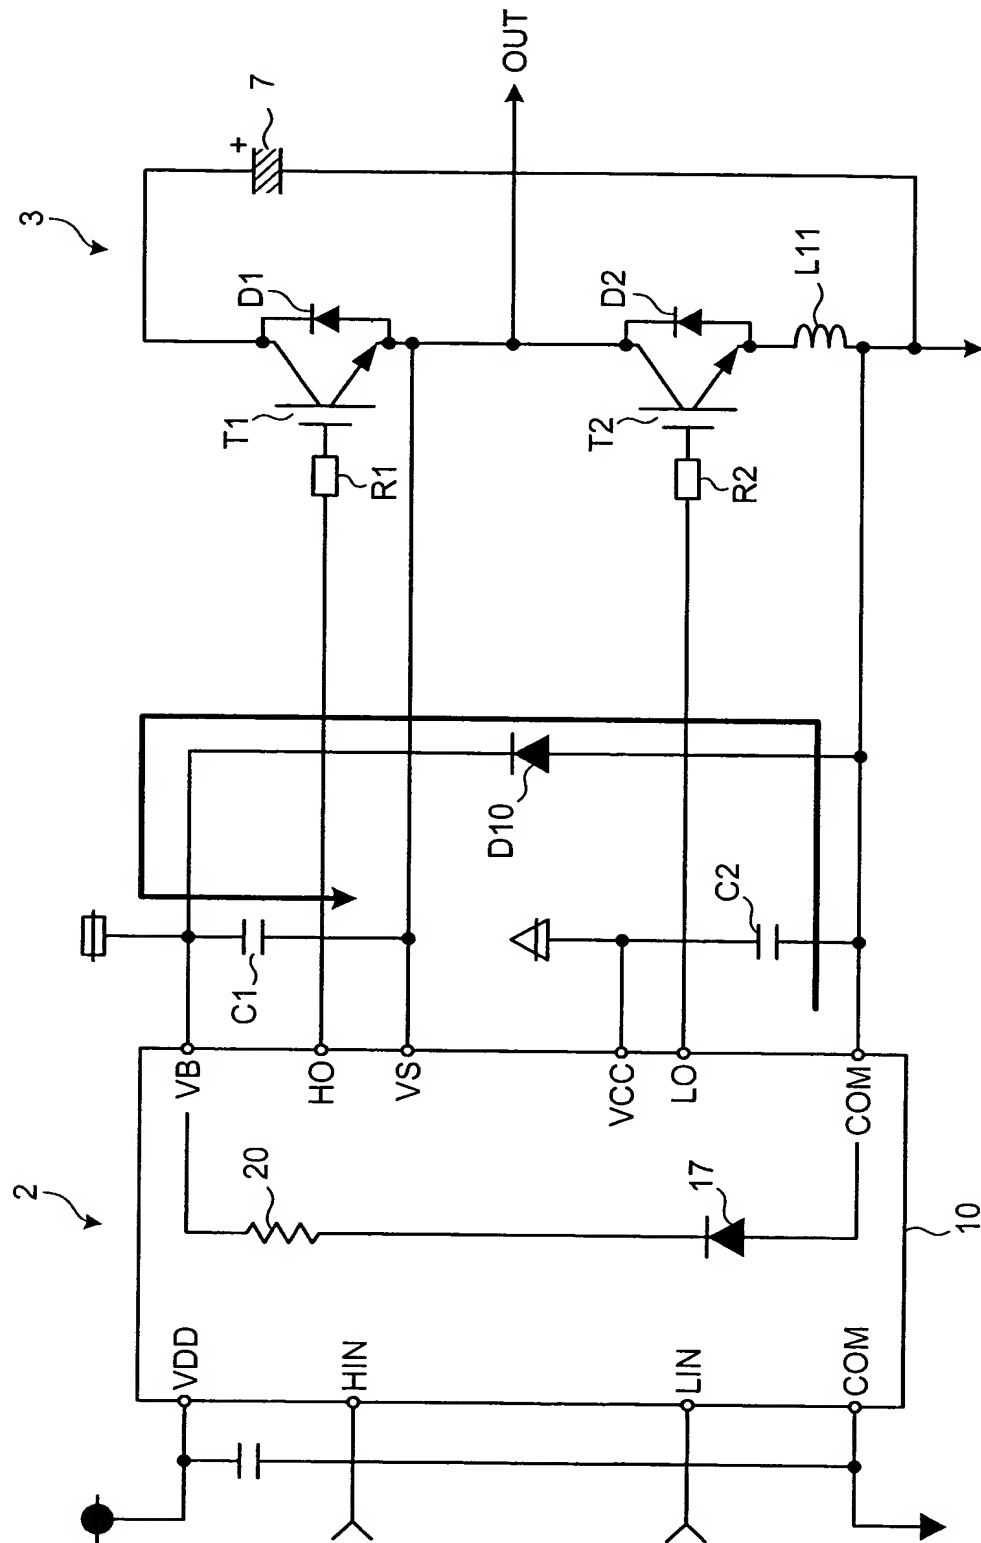 2
3
VDD
HIN
LIN
COM
20
17
10
VB
HO
VS
VCC
LO
COM
C1
C2
D10
R1
R2
T1
T2
D1
D2
L11
+
7
OUT